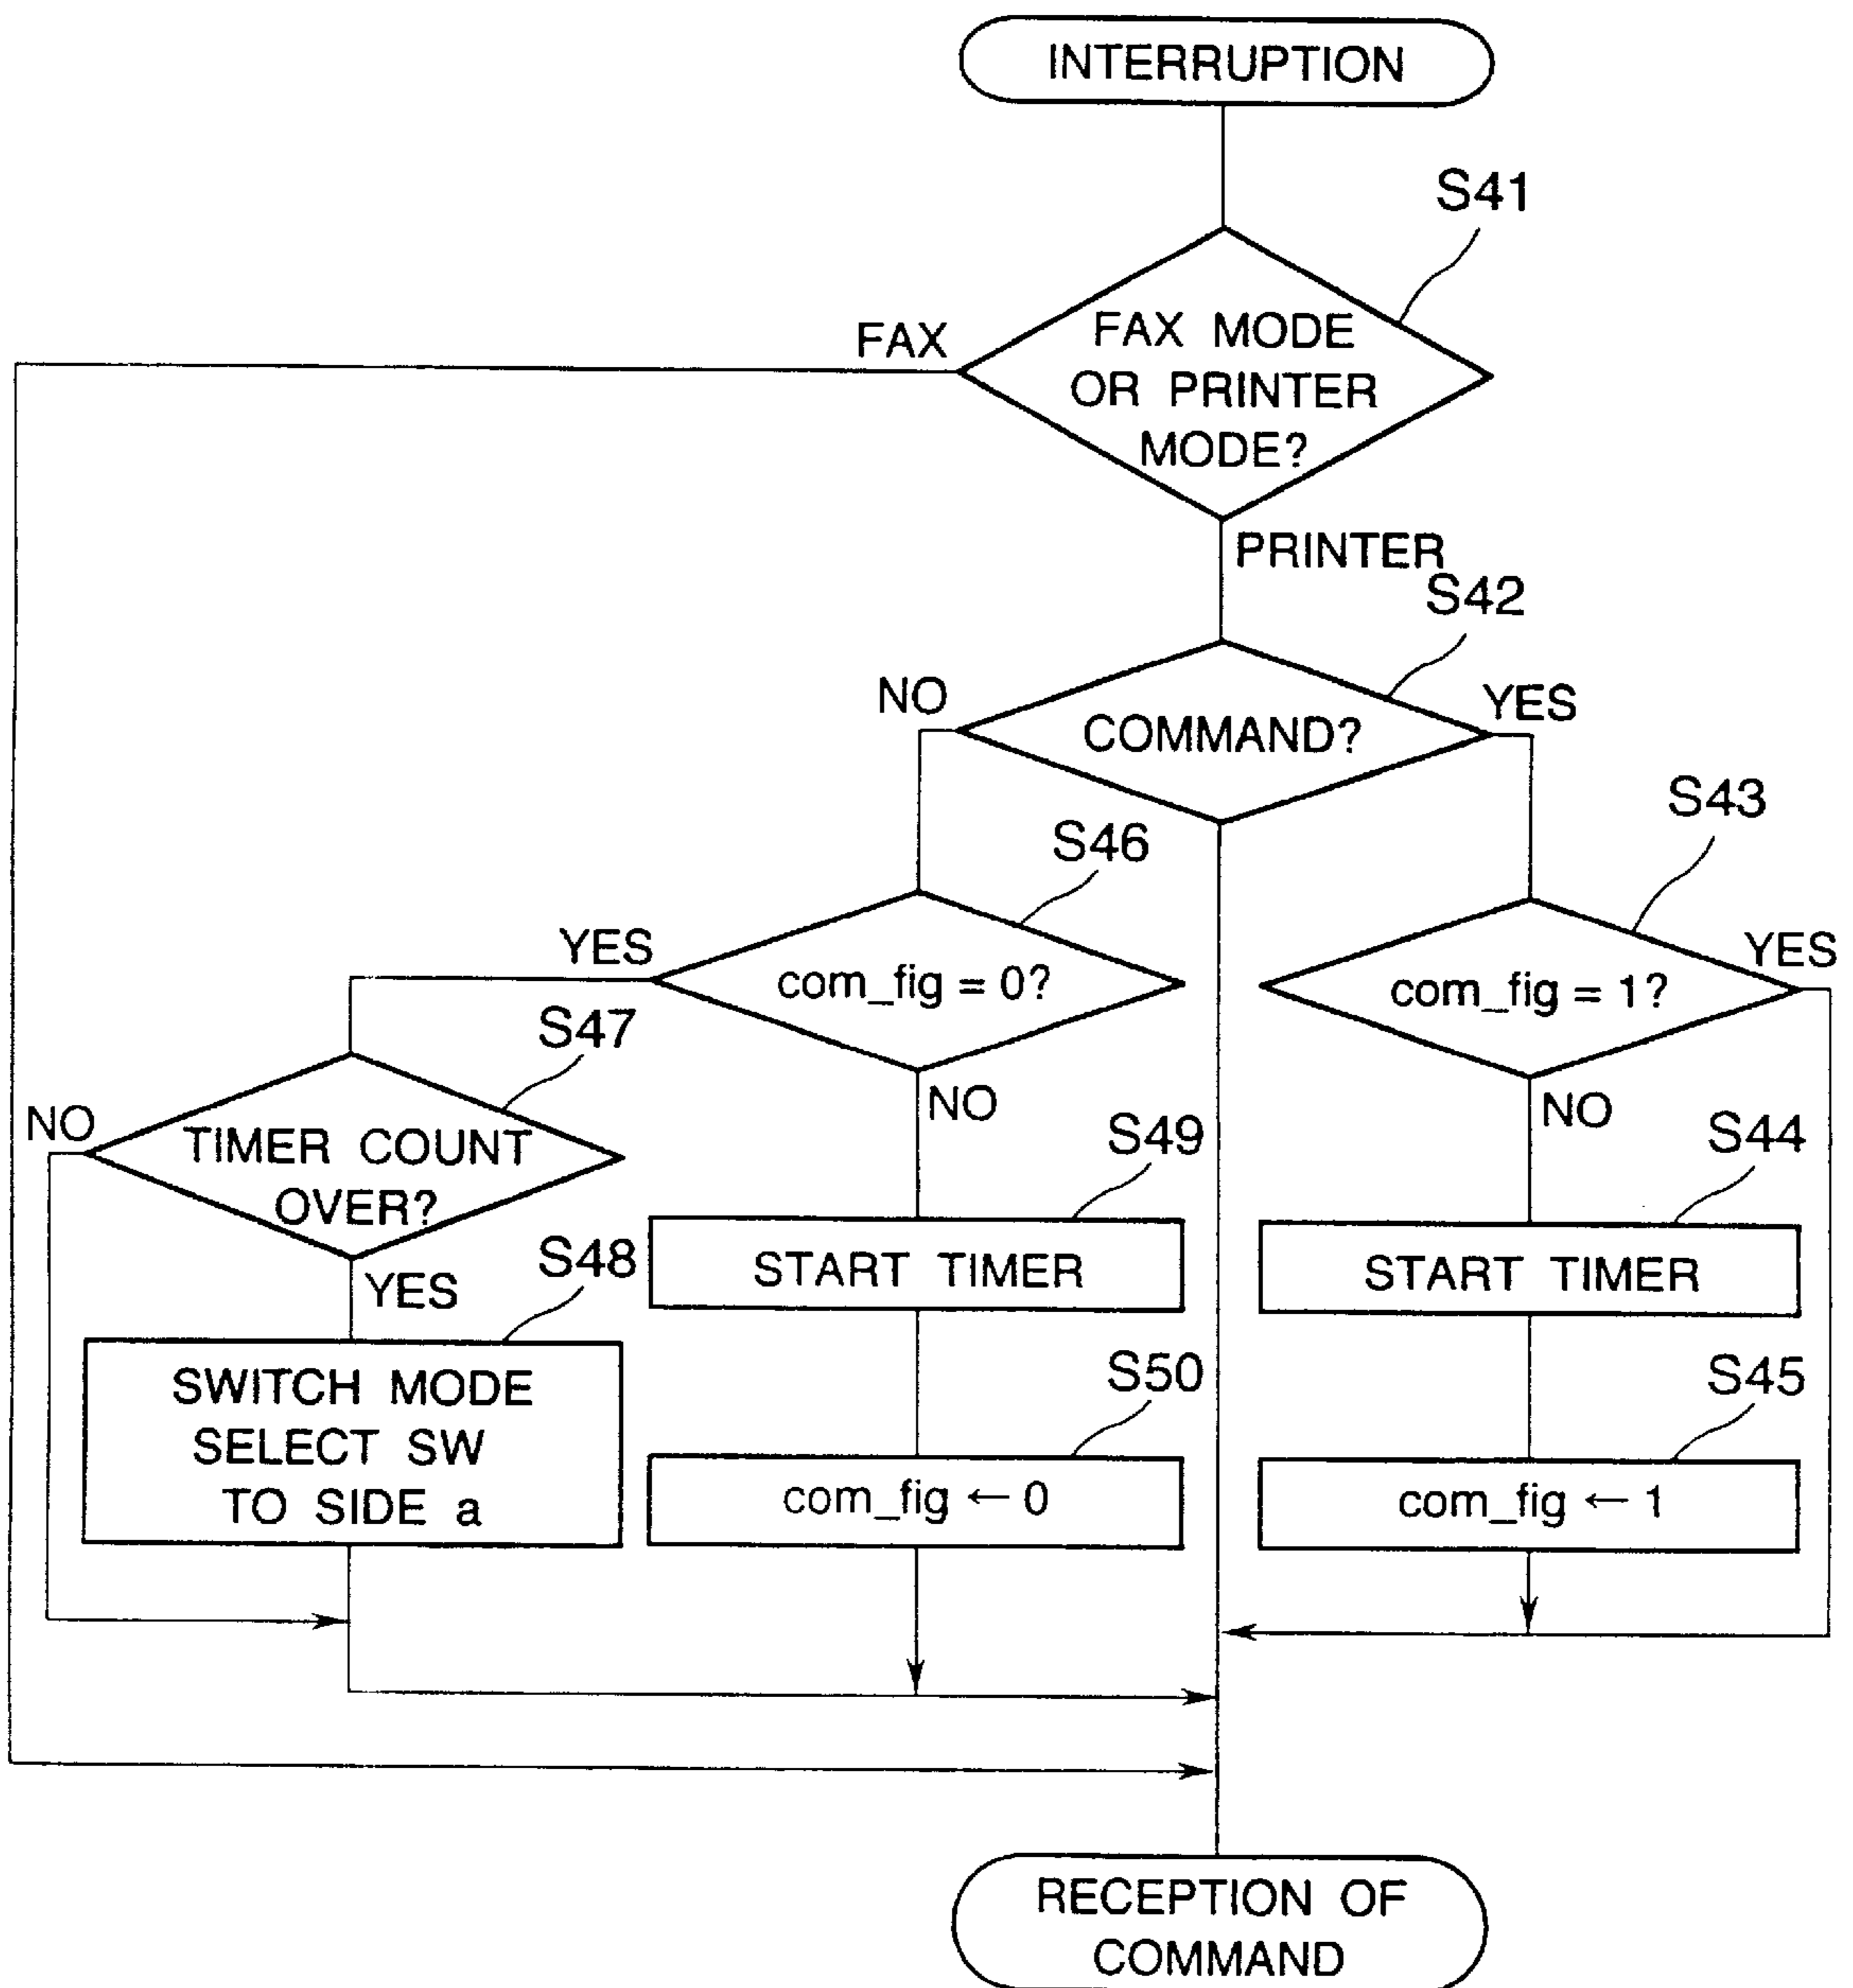 INTERRUPTION
S41
FAX
FAX MODE
OR PRINTER
MODE?
PRINTER
S42
NO
COMMAND?
YES
S43
S46
YES
com_fig = 0?
com_fig = 1?
YES
S47
NO
TIMER COUNT
OVER?
NO
NO
S49
S44
START TIMER
START TIMER
YES
S48
SWITCH MODE
SELECT SW
TO SIDE a
S50
S45
com_fig ← 0
com_fig ← 1
RECEPTION OF
COMMAND